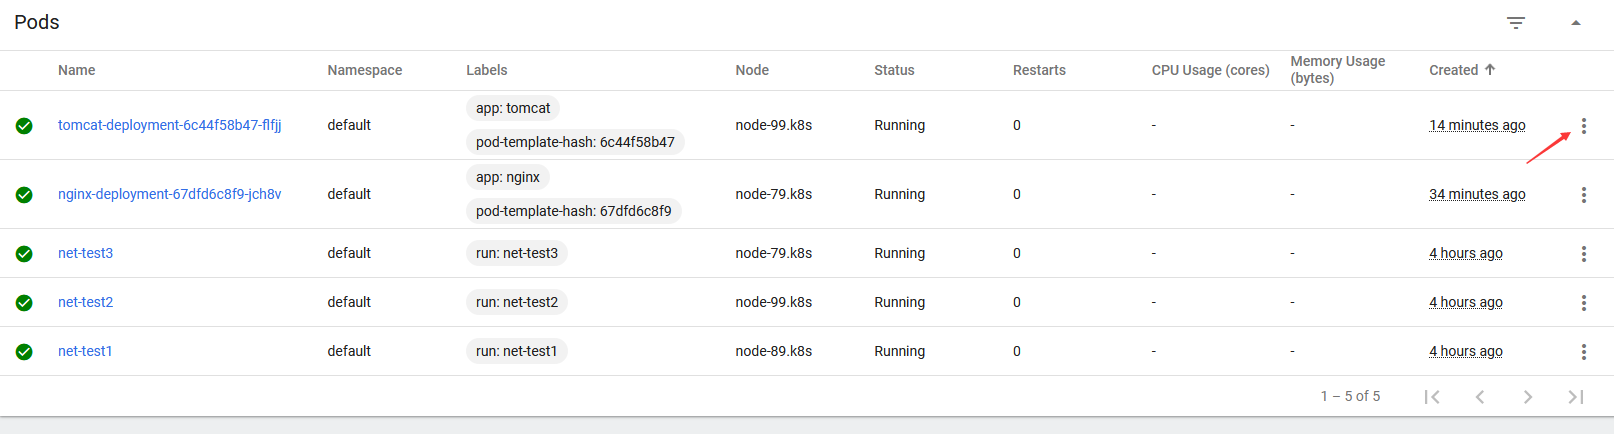 Pods
Name Namespace Labels Node Status Restarts CPU Usage (cores) Memory Usage (bytes) Created
tomcat-deployment-6c44f58b47-flfjj default app: tomcat pod-template-hash: 6c44f58b47 node-99.k8s Running 0 - - 14 minutes ago
nginx-deployment-67dfd6c8f9-jch8v default app: nginx pod-template-hash: 67dfd6c8f9 node-79.k8s Running 0 - - 34 minutes ago
net-test3 default run: net-test3 node-79.k8s Running 0 - - 4 hours ago
net-test2 default run: net-test2 node-99.k8s Running 0 - - 4 hours ago
net-test1 default run: net-test1 node-89.k8s Running 0 - - 4 hours ago
1 – 5 of 5